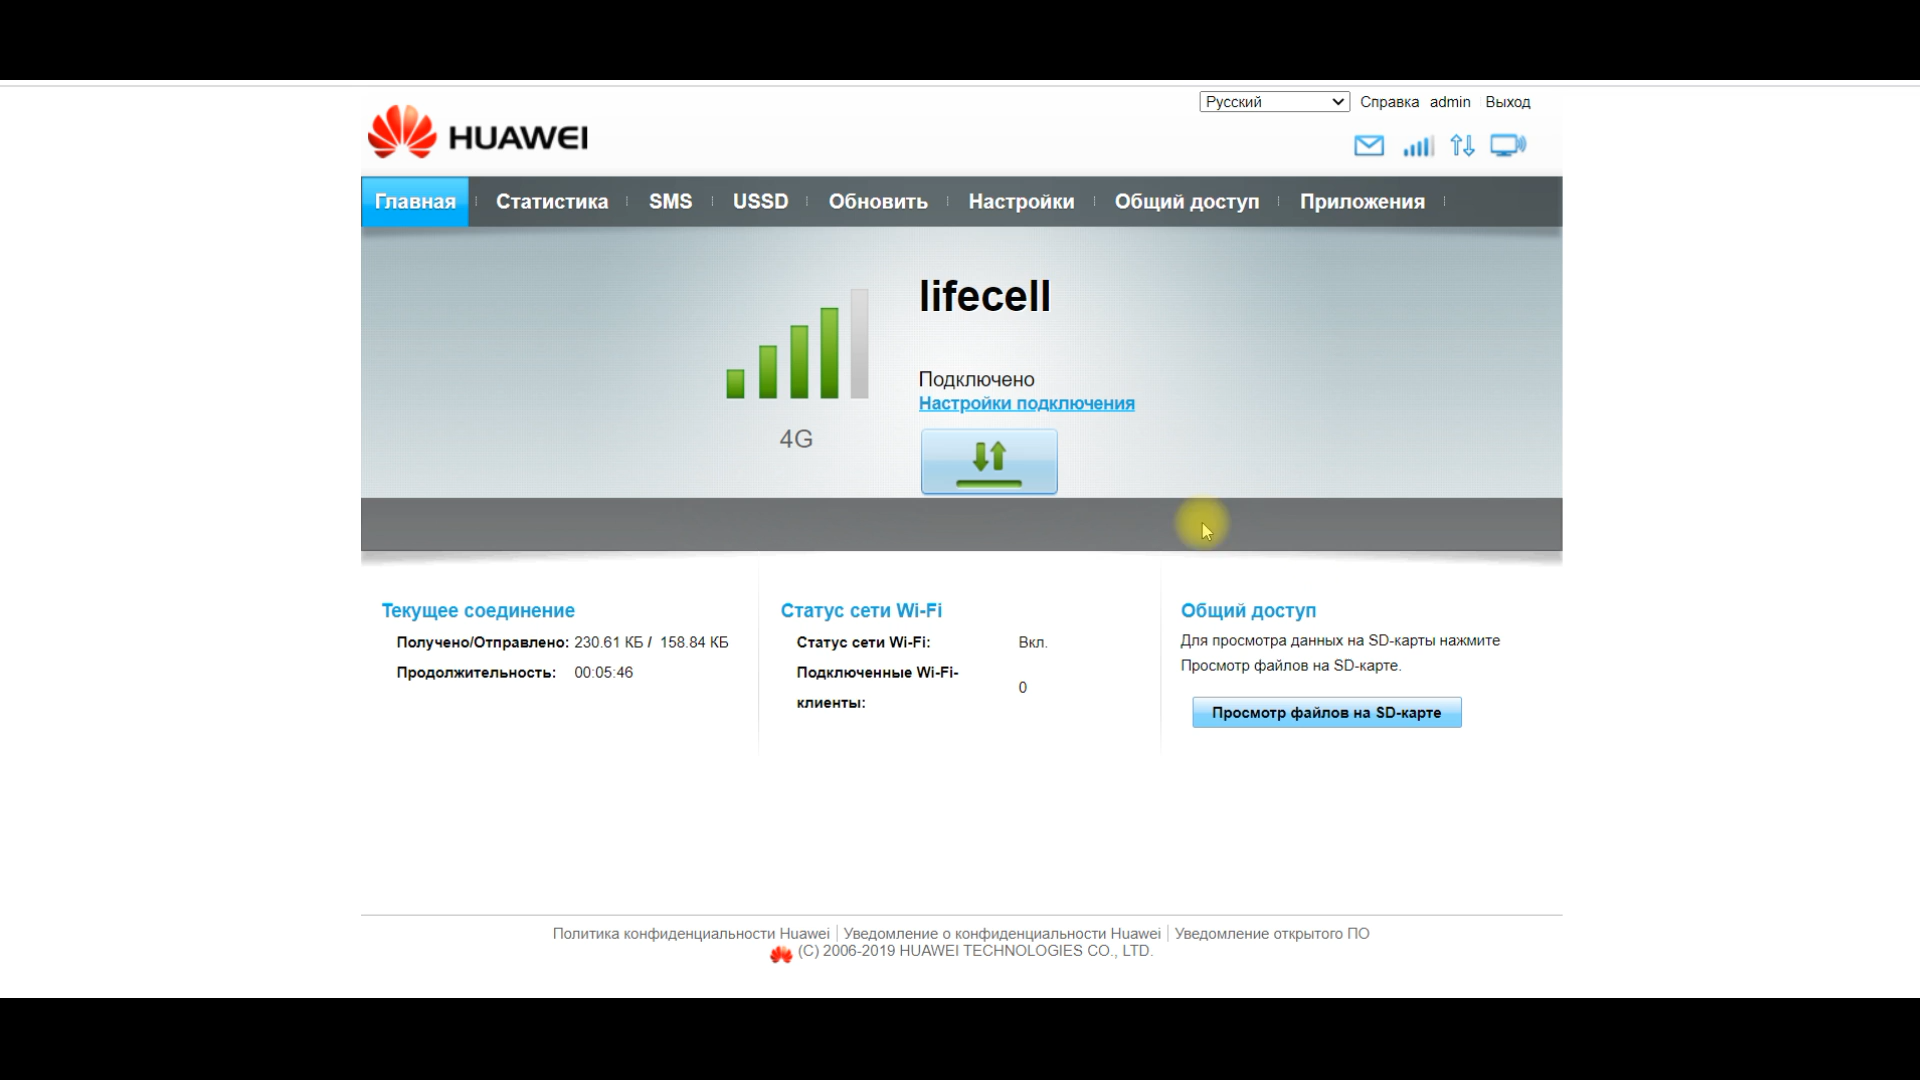 Русский Справка admin Выход
HUAWEI
Главная Статистика SMS USSD Обновить Настройки Общий доступ Приложения
lifecell
Подключено
Настройки подключения
4G
Текущее соединение
Получено/Отправлено: 230.61 КБ / 158.84 КБ
Продолжительность: 00:05:46
Статус сети Wi-Fi
Статус сети Wi-Fi: Вкл.
Подключенные Wi-Fi-
клиенты: 0
Общий доступ
Для просмотра данных на SD-карты нажмите
Просмотр файлов на SD-карте.
Просмотр файлов на SD-карте
Политика конфиденциальности Huawei Уведомление о конфиденциальности Huawei Уведомление открытого ПО
(C) 2006-2019 HUAWEI TECHNOLOGIES CO., LTD.